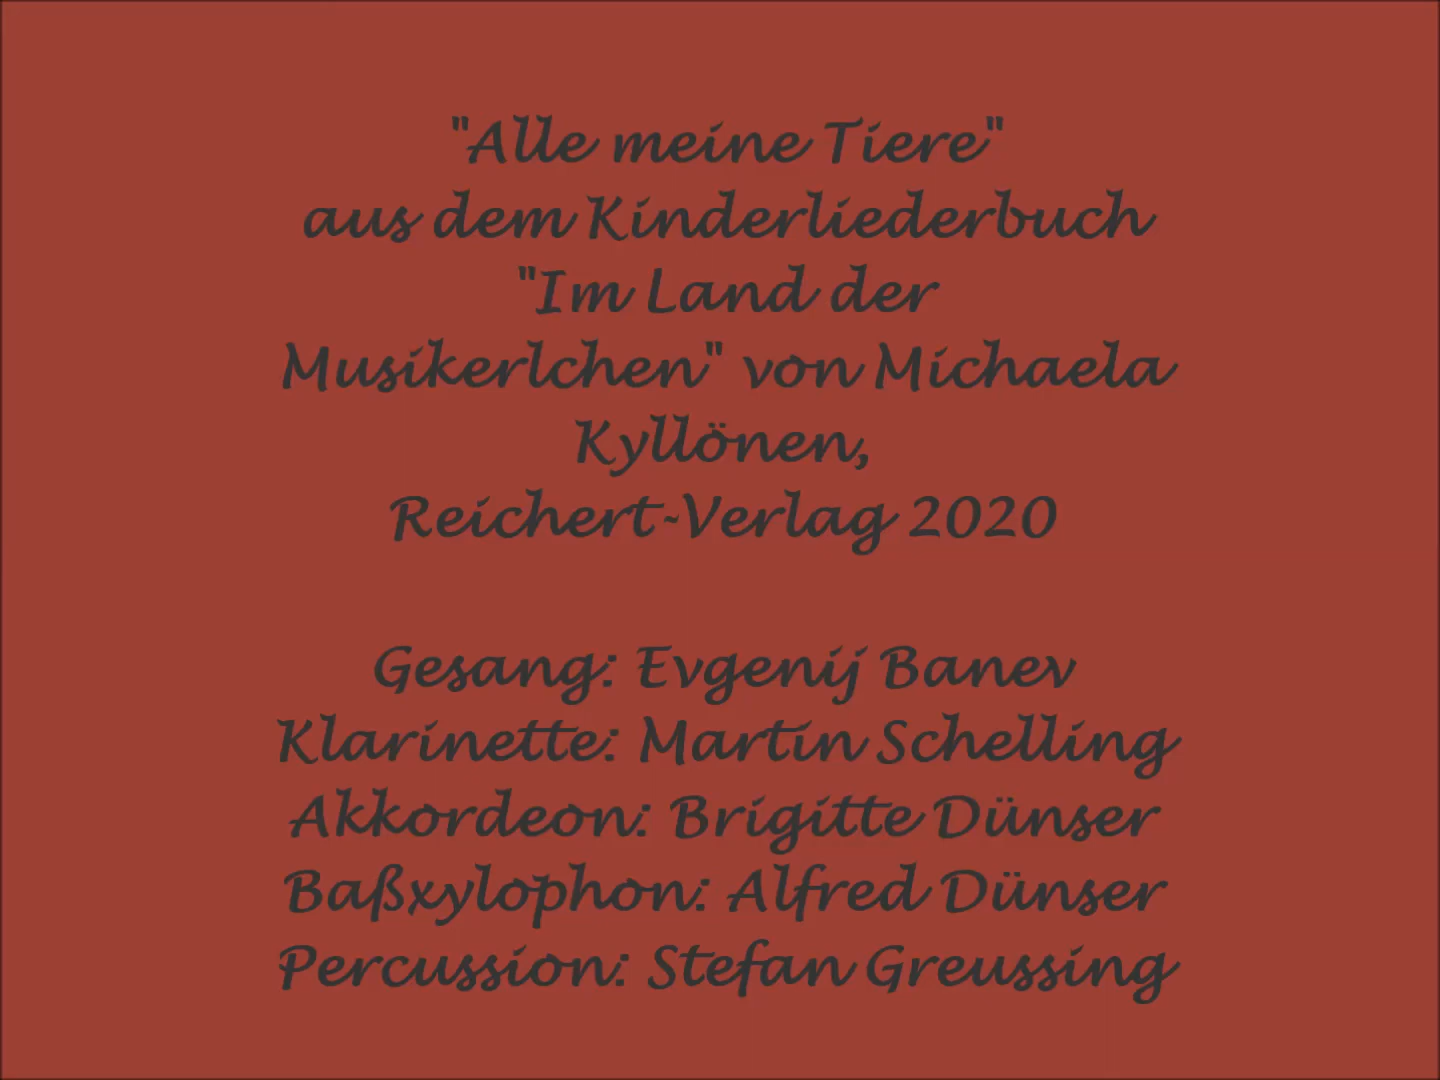 "Alle meine Tiere"
aus dem Kinderliederbuch
"Im Land der
Musikerlchen" von Michaela
Kyllönen,
Reichert-Verlag 2020
Gesang: Evgenij Banev
Klarinette: Martin Schelling
Akkordeon: Brigitte Dünser
Baßxylophon: Alfred Dünser
Percussion: Stefan Greussing